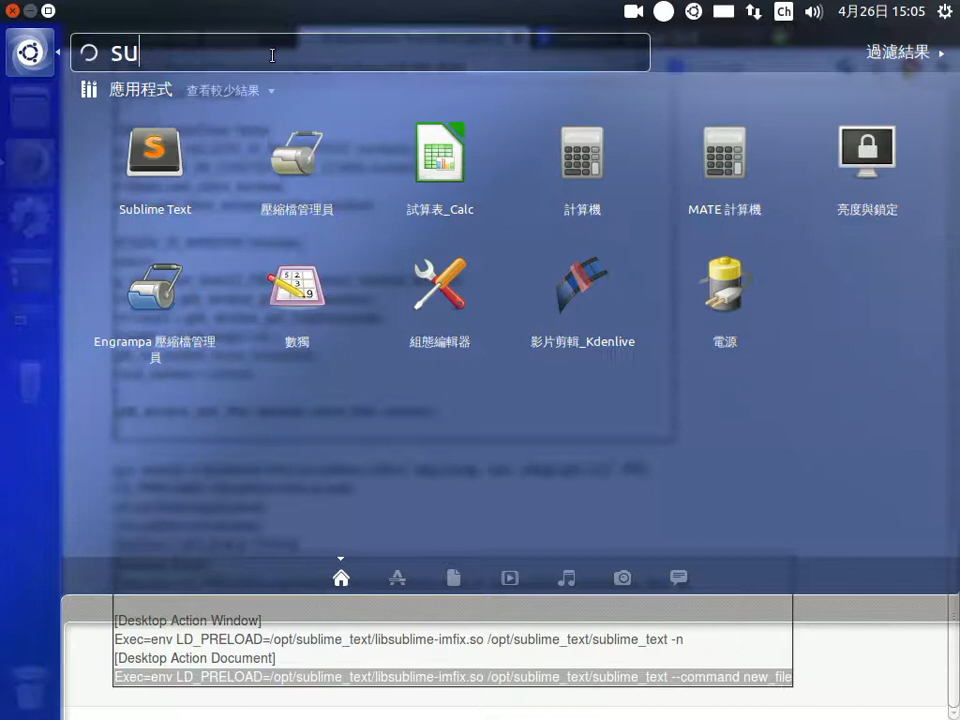 Ch
4月26日 15:05
su
過濾結果
應用程式 查看較少結果
Sublime Text
壓縮檔管理員
試算表_Calc
計算機
MATE 計算機
亮度與鎖定
Engrampa 壓縮檔管理員
數獨
組態編輯器
影片剪輯_Kdenlive
電源
[Desktop Action Window]
Exec=env LD_PRELOAD=/opt/sublime_text/libsublime-imfix.so /opt/sublime_text/sublime_text -n
[Desktop Action Document]
Exec=env LD_PRELOAD=/opt/sublime_text/libsublime-imfix.so /opt/sublime_text/sublime_text --command new_file